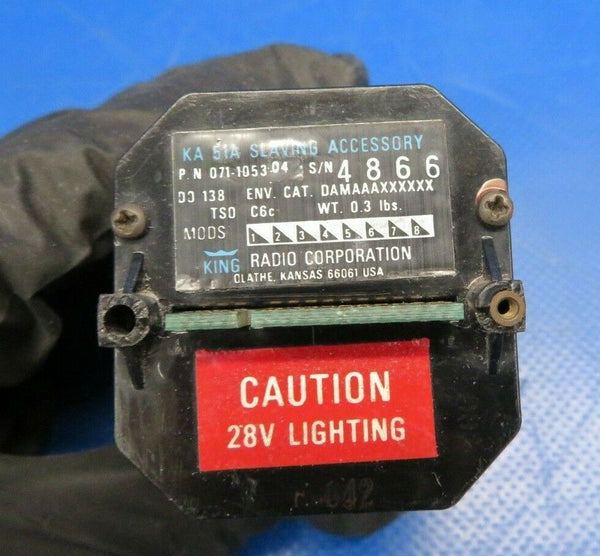 KA 51A SLAVING ACCESSORY
P.N 071-1053-04 S/N 4866
DO 138 ENV. CAT. DAMAAAXXXXXX
TSO C6c WT. 0.3 lbs.
MODS 1 2 3 4 5 6 7 8
KING RADIO CORPORATION
OLATHE, KANSAS 66061 USA
CAUTION
28V LIGHTING